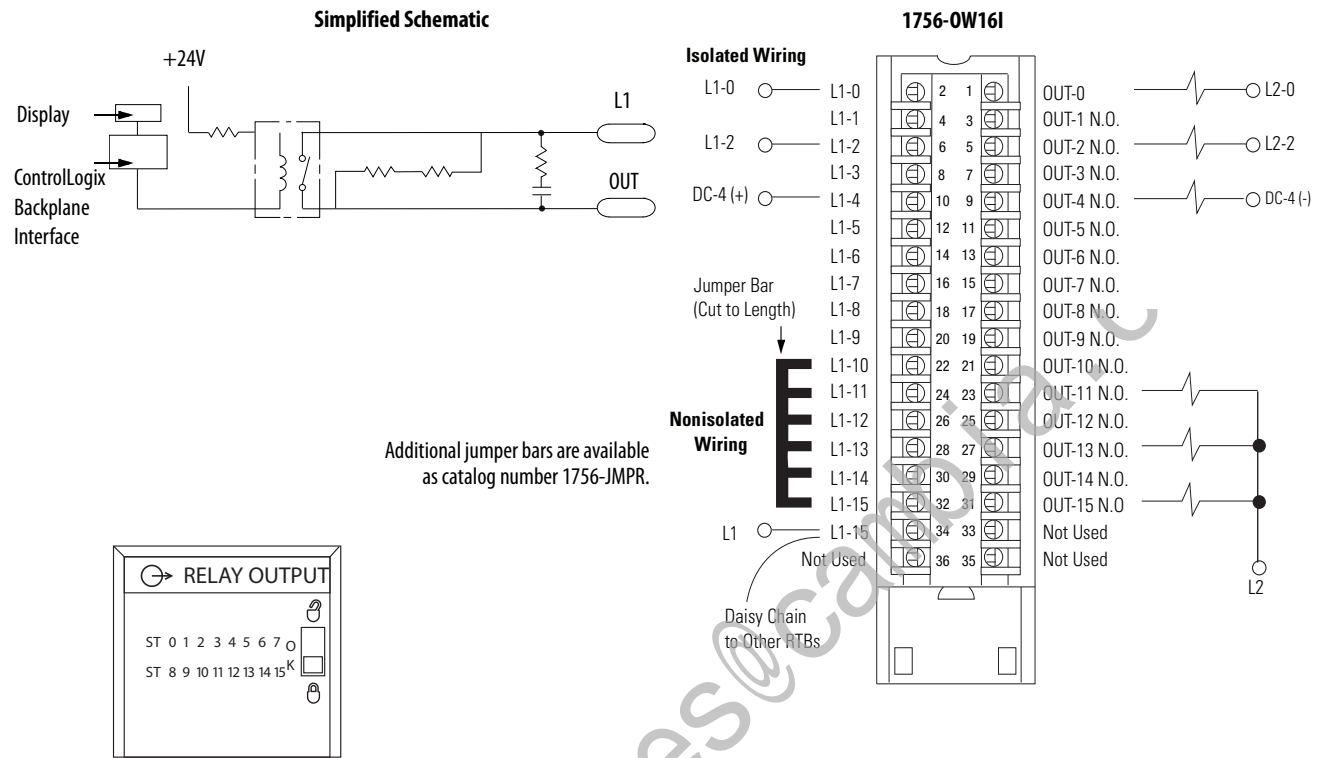 Simplified Schematic
+24V
Display
ControlLogix
Backplane
Interface
L1
OUT
Additional jumper bars are available
as catalog number 1756-JMPR.
RELAY OUTPUT
ST 0 1 2 3 4 5 6 7 O
ST 8 9 10 11 12 13 14 15 K
1756-OW16I
Isolated Wiring
L1-0 L1-0 2 1 OUT-0 L2-0
L1-1 4 3 OUT-1 N.O.
L1-2 L1-2 6 5 OUT-2 N.O. L2-2
L1-3 8 7 OUT-3 N.O.
DC-4 (+) L1-4 10 9 OUT-4 N.O. DC-4 (-)
L1-5 12 11 OUT-5 N.O.
L1-6 14 13 OUT-6 N.O.
L1-7 16 15 OUT-7 N.O.
L1-8 18 17 OUT-8 N.O.
L1-9 20 19 OUT-9 N.O.
L1-10 22 21 OUT-10 N.O.
L1-11 24 23 OUT-11 N.O.
L1-12 26 25 OUT-12 N.O.
L1-13 28 27 OUT-13 N.O.
L1-14 30 29 OUT-14 N.O.
L1-15 32 31 OUT-15 N.O
L1 L1-15 34 33 Not Used
Not Used 36 35 Not Used
Jumper Bar
(Cut to Length)
Nonisolated
Wiring
Daisy Chain
to Other RTBs
L2
es@cambia.c